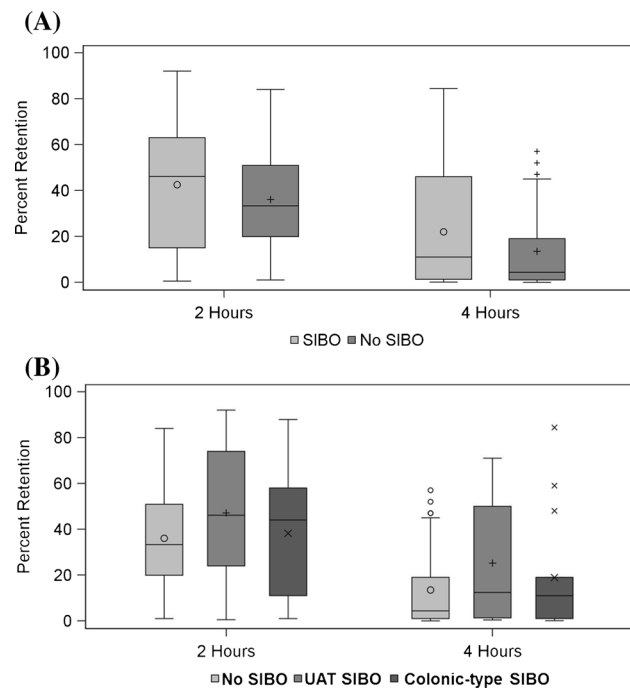 (A)
100
80
60
40
20
0
Percent Retention
2 Hours 4 Hours
SIBO No SIBO
(B)
100
80
60
40
20
0
Percent Retention
2 Hours 4 Hours
No SIBO UAT SIBO Colonic-type SIBO